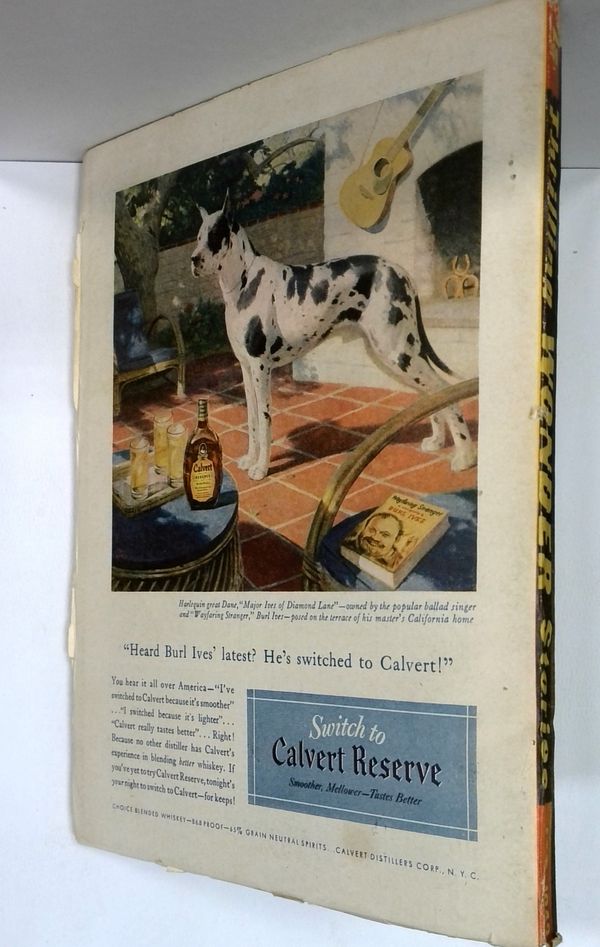 Calvert
Wayfaring Stranger
BURL IVES
Harlequin great Dane, "Major Ives of Diamond Lane"—owned by the popular ballad singer
and "Wayfaring Stranger," Burl Ives—posed on the terrace of his master's California home
"Heard Burl Ives' latest? He's switched to Calvert!"
You hear it all over America—"I've
switched to Calvert because it's smoother"
. . . "I switched because it's lighter" . . .
"Calvert really tastes better" . . . Right!
Because no other distiller has Calvert's
experience in blending better whiskey. If
you've yet to try Calvert Reserve, tonight's
your night to switch to Calvert—for keeps!
Switch to
Calvert Reserve
Smoother, Mellower—Tastes Better
CHOICE BLENDED WHISKEY—86.8 PROOF—65% GRAIN NEUTRAL SPIRITS...CALVERT DISTILLERS CORP., N. Y. C.
Thrilling WONDER Stories